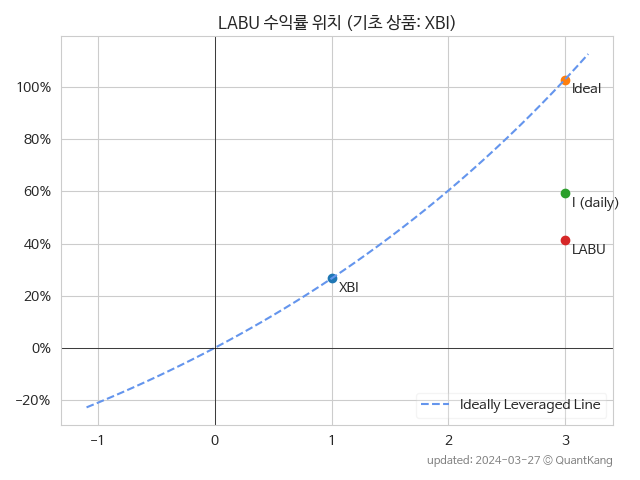 LABU 수익률 위치 (기초 상품: XBI)
100%
80%
60%
40%
20%
0%
−20%
Ideal
I (daily)
LABU
XBI
Ideally Leveraged Line
−1 0 1 2 3
updated: 2024-03-27 © QuantKang